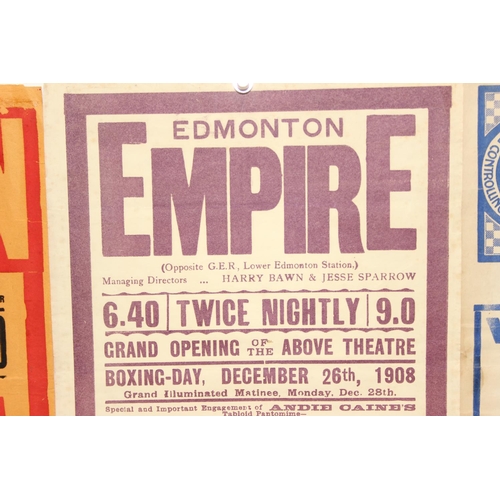 EDMONTON
EMPIRE
(Opposite G.E.R, Lower Edmonton Station.)
Managing Directors ... HARRY BAWN & JESSE SPARROW
6.40 TWICE NIGHTLY 9.0
GRAND OPENING OF THE ABOVE THEATRE
BOXING-DAY, DECEMBER 26th, 1908
Grand Illuminated Matinee, Monday, Dec. 28th.
Special and Important Engagement of ANDIE CAINE'S
Tabloid Pantomime—